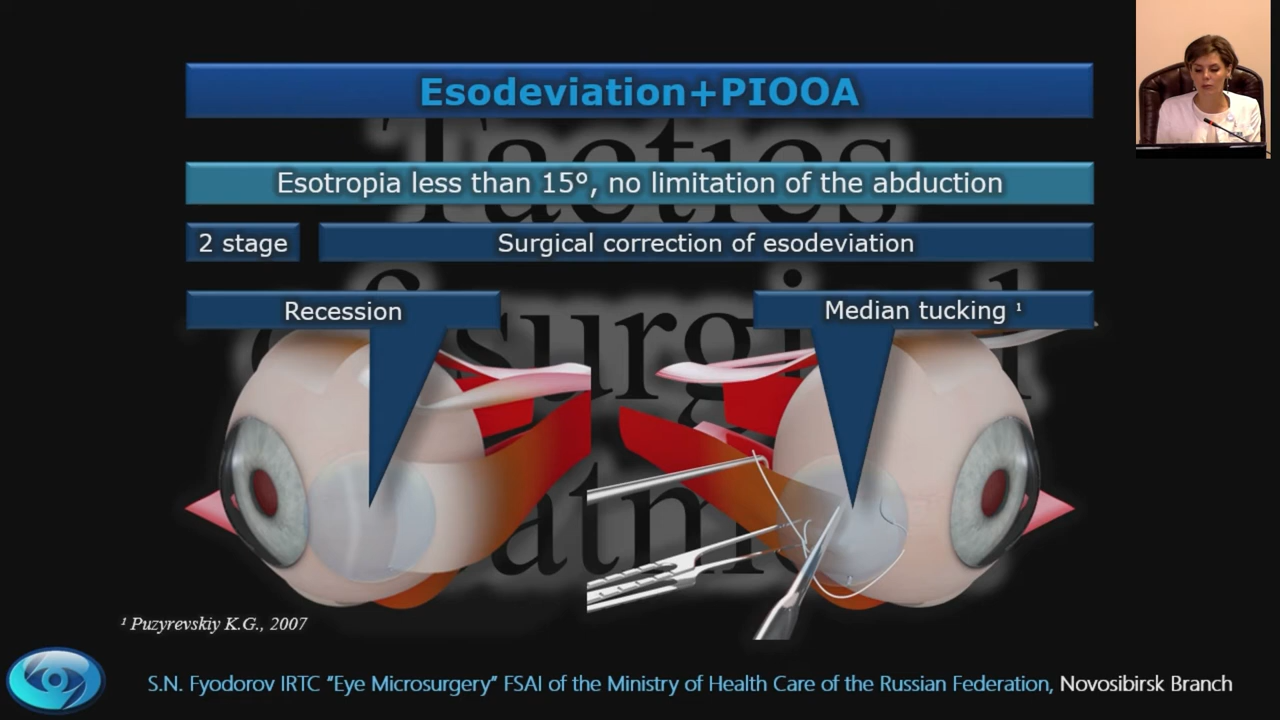 Esodeviation+PIOOA
Tactics
Esotropia less than 15°, no limitation of the abduction
2 stage
Surgical correction of esodeviation
Recession
Median tucking ¹
¹ Puzyrevskiy K.G., 2007
S.N. Fyodorov IRTC "Eye Microsurgery" FSAI of the Ministry of Health Care of the Russian Federation, Novosibirsk Branch